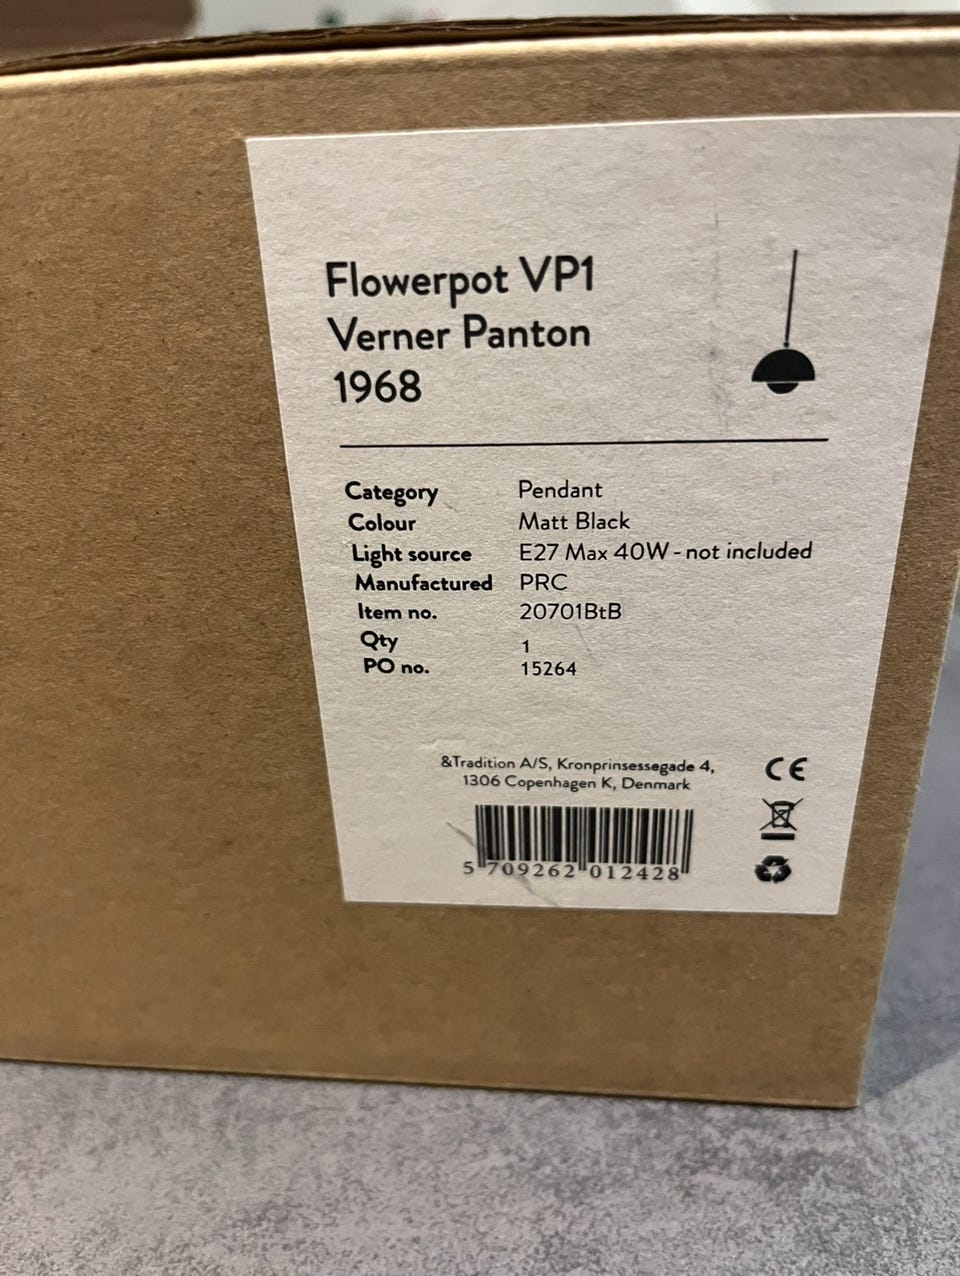 Flowerpot VP1
Verner Panton
1968
Category Pendant
Colour Matt Black
Light source E27 Max 40W - not included
Manufactured PRC
Item no. 20701BtB
Qty 1
PO no. 15264
&Tradition A/S, Kronprinsessegade 4,
1306 Copenhagen K, Denmark
CE
5 709262 012428